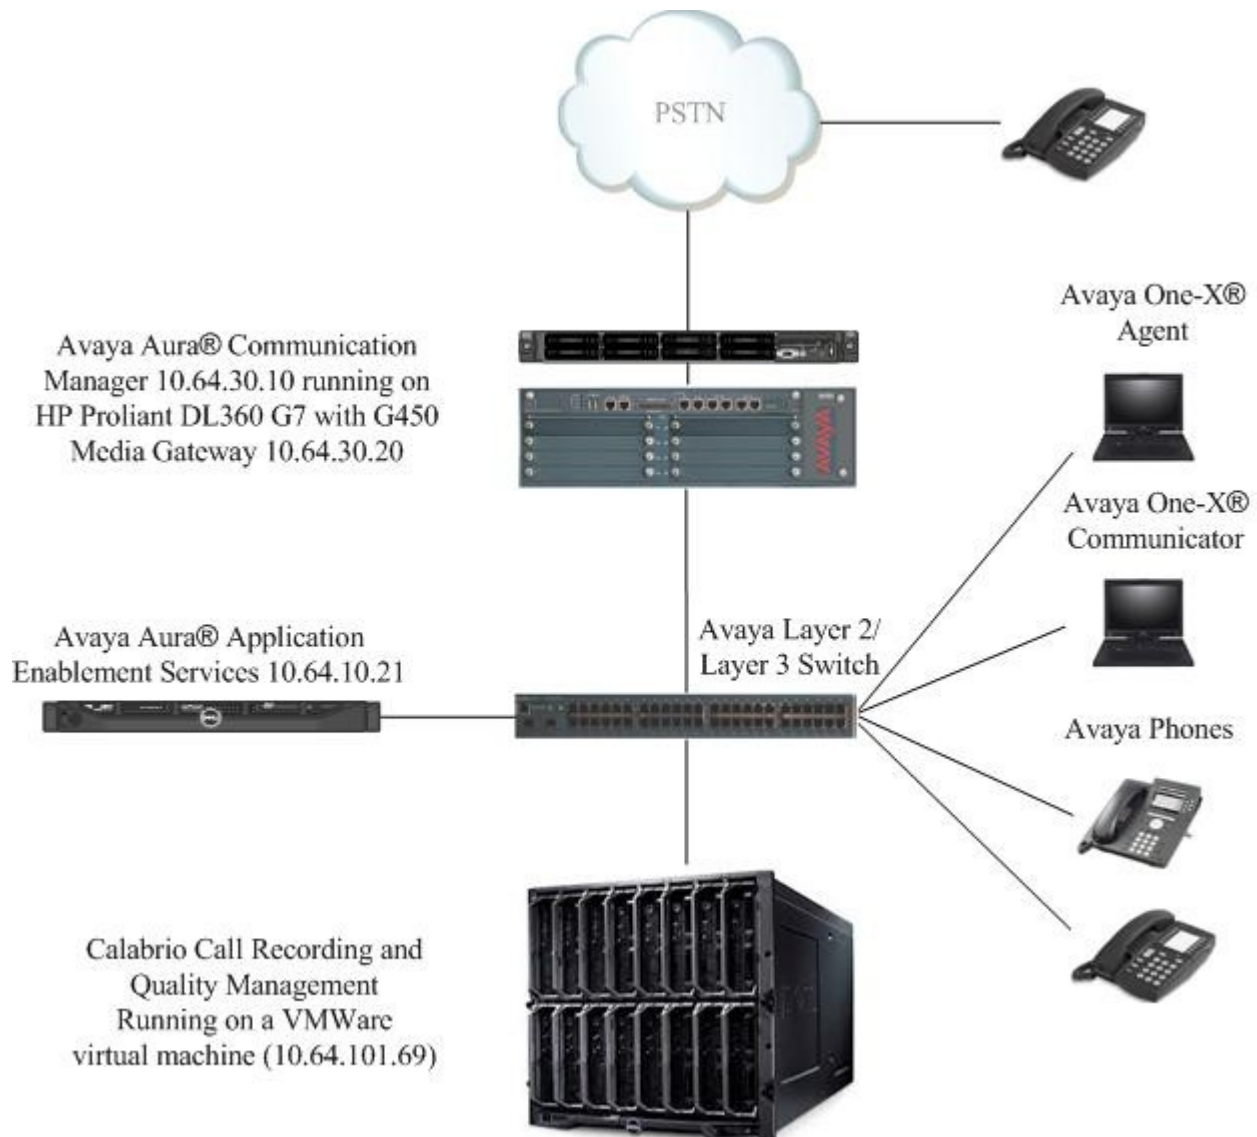 PSTN
Avaya One-X®
Agent
Avaya Aura® Communication
Manager 10.64.30.10 running on
HP Proliant DL360 G7 with G450
Media Gateway 10.64.30.20
AVAYA
Avaya One-X®
Communicator
Avaya Layer 2/
Layer 3 Switch
Avaya Aura® Application
Enablement Services 10.64.10.21
DELL
Avaya Phones
Calabrio Call Recording and
Quality Management
Running on a VMWare
virtual machine (10.64.101.69)